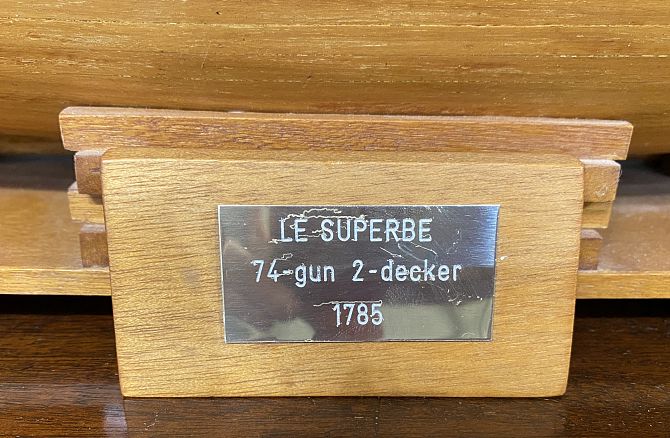 LE SUPERBE
74-gun 2-decker
1785